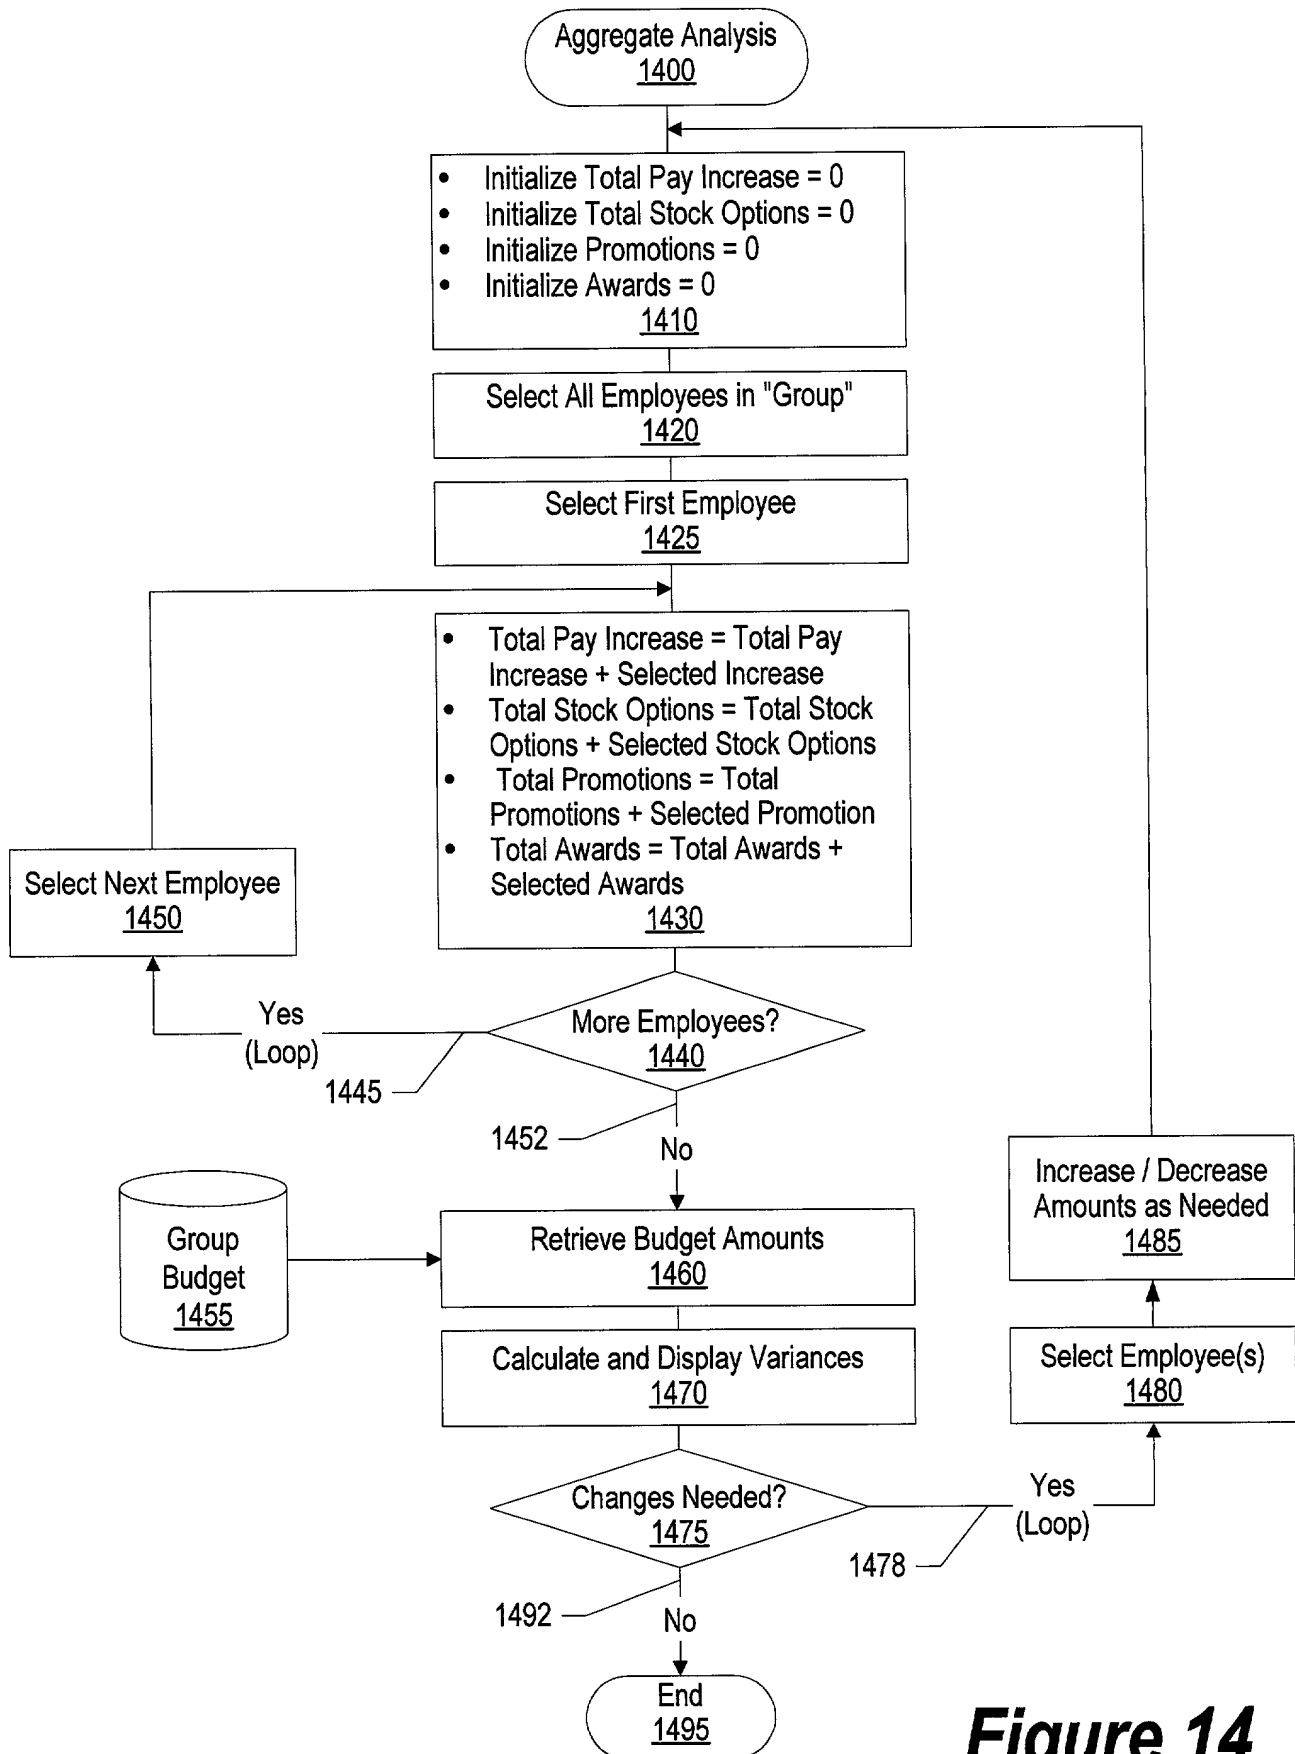 Aggregate Analysis
1400
• Initialize Total Pay Increase = 0
• Initialize Total Stock Options = 0
• Initialize Promotions = 0
• Initialize Awards = 0
1410
Select All Employees in "Group"
1420
Select First Employee
1425
• Total Pay Increase = Total Pay
Increase + Selected Increase
• Total Stock Options = Total Stock
Options + Selected Stock Options
• Total Promotions = Total
Promotions + Selected Promotion
• Total Awards = Total Awards +
Selected Awards
1430
Select Next Employee
1450
More Employees?
1440
Yes
(Loop)
1445
1452
No
Group
Budget
1455
Retrieve Budget Amounts
1460
Increase / Decrease
Amounts as Needed
1485
Calculate and Display Variances
1470
Select Employee(s)
1480
Changes Needed?
1475
Yes
(Loop)
1478
1492
No
End
1495
Figure 14